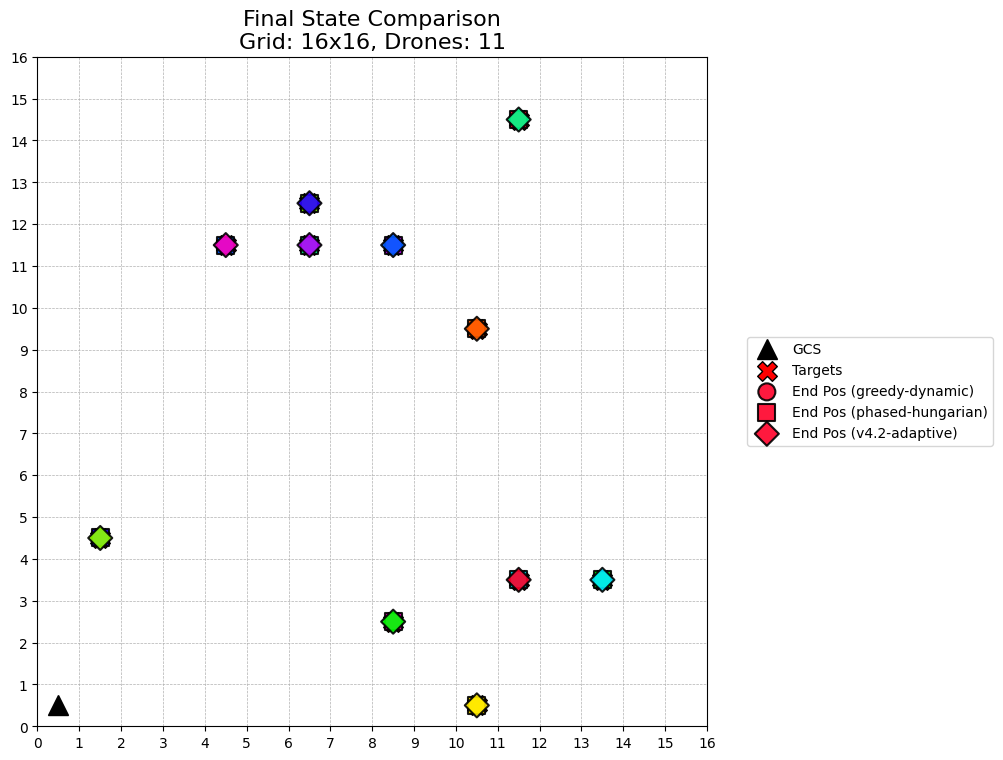 Final State Comparison
Grid: 16x16, Drones: 11
16
15
14
13
12
11
10
9
8
7
6
5
4
3
2
1
0
0 1 2 3 4 5 6 7 8 9 10 11 12 13 14 15 16
GCS
Targets
End Pos (greedy-dynamic)
End Pos (phased-hungarian)
End Pos (v4.2-adaptive)